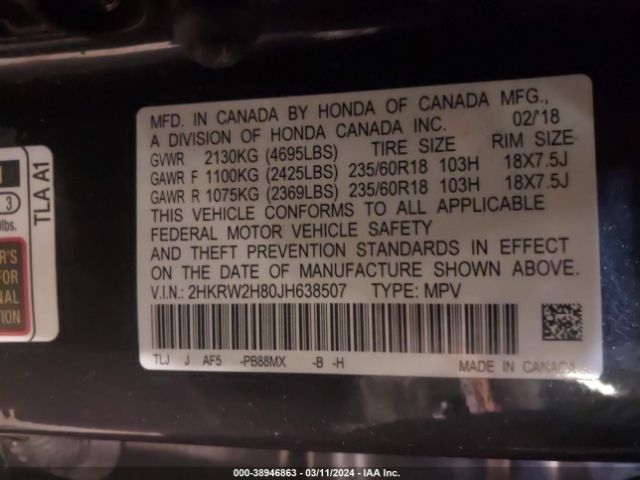 MFD. IN CANADA BY HONDA OF CANADA MFG.,
A DIVISION OF HONDA CANADA INC. 02/'18
GVWR 2130KG (4695LBS) TIRE SIZE RIM SIZE
GAWR F 1100KG (2425LBS) 235/60R18 103H 18X7.5J
GAWR R 1075KG (2369LBS) 235/60R18 103H 18X7.5J
THIS VEHICLE CONFORMS TO ALL APPLICABLE
FEDERAL MOTOR VEHICLE SAFETY
AND THEFT PREVENTION STANDARDS IN EFFECT
ON THE DATE OF MANUFACTURE SHOWN ABOVE.
V.I.N.: 2HKRW2H80JH638507 TYPE: MPV
TLJ J AF5 -PB88MX -B -H
MADE IN CANADA
TLA A1
3
lbs.
FOR
000-38946863 - 03/11/2024 - IAA Inc.